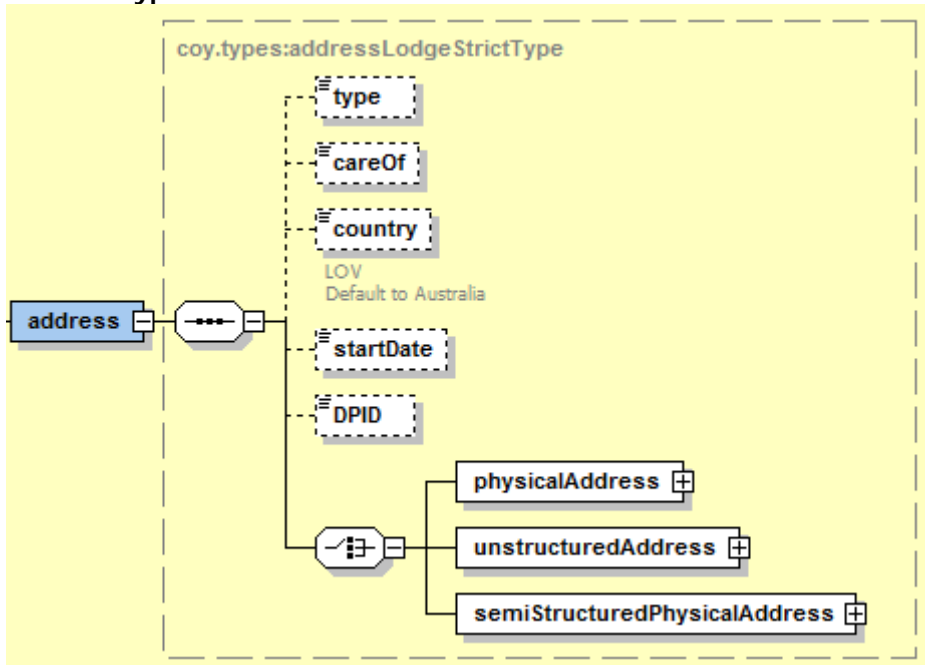 coy.types:addressLodgeStrictType
type
careOf
country
LOV
Default to Australia
address
startDate
DPID
physicalAddress
unstructuredAddress
semiStructuredPhysicalAddress